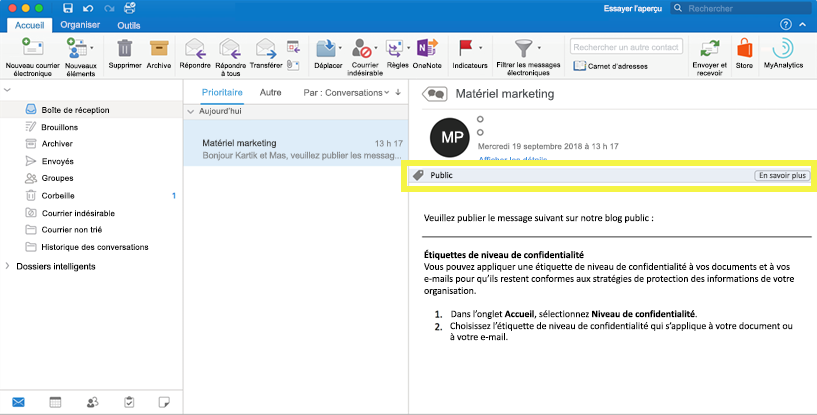 Essayer l'aperçu
Rechercher
Accueil
Organiser
Outils
Nouveau courrier
électronique
Nouveaux
éléments
Supprimer
Archive
Répondre
Répondre
à tous
Transférer
Déplacer
Courrier
indésirable
Règles
OneNote
Indicateurs
Filtrer les messages
électroniques
Rechercher un autre contact
Carnet d'adresses
Envoyer et
recevoir
Store
MyAnalytics
Boîte de réception
Brouillons
Archiver
Envoyés
Groupes
Corbeille 1
Courrier indésirable
Courrier non trié
Historique des conversations
Dossiers intelligents
Prioritaire Autre Par : Conversations
Aujourd'hui
Matériel marketing 13 h 17
Bonjour Kartik et Mas, veuillez publier les messag...
Matériel marketing
MP
Mercredi 19 septembre 2018 à 13 h 17
Afficher les détails
Public En savoir plus
Veuillez publier le message suivant sur notre blog public :
Étiquettes de niveau de confidentialité
Vous pouvez appliquer une étiquette de niveau de confidentialité à vos documents et à vos
e-mails pour qu'ils restent conformes aux stratégies de protection des informations de votre
organisation.
1. Dans l'onglet Accueil, sélectionnez Niveau de confidentialité.
2. Choisissez l'étiquette de niveau de confidentialité qui s'applique à votre document ou
à votre e-mail.